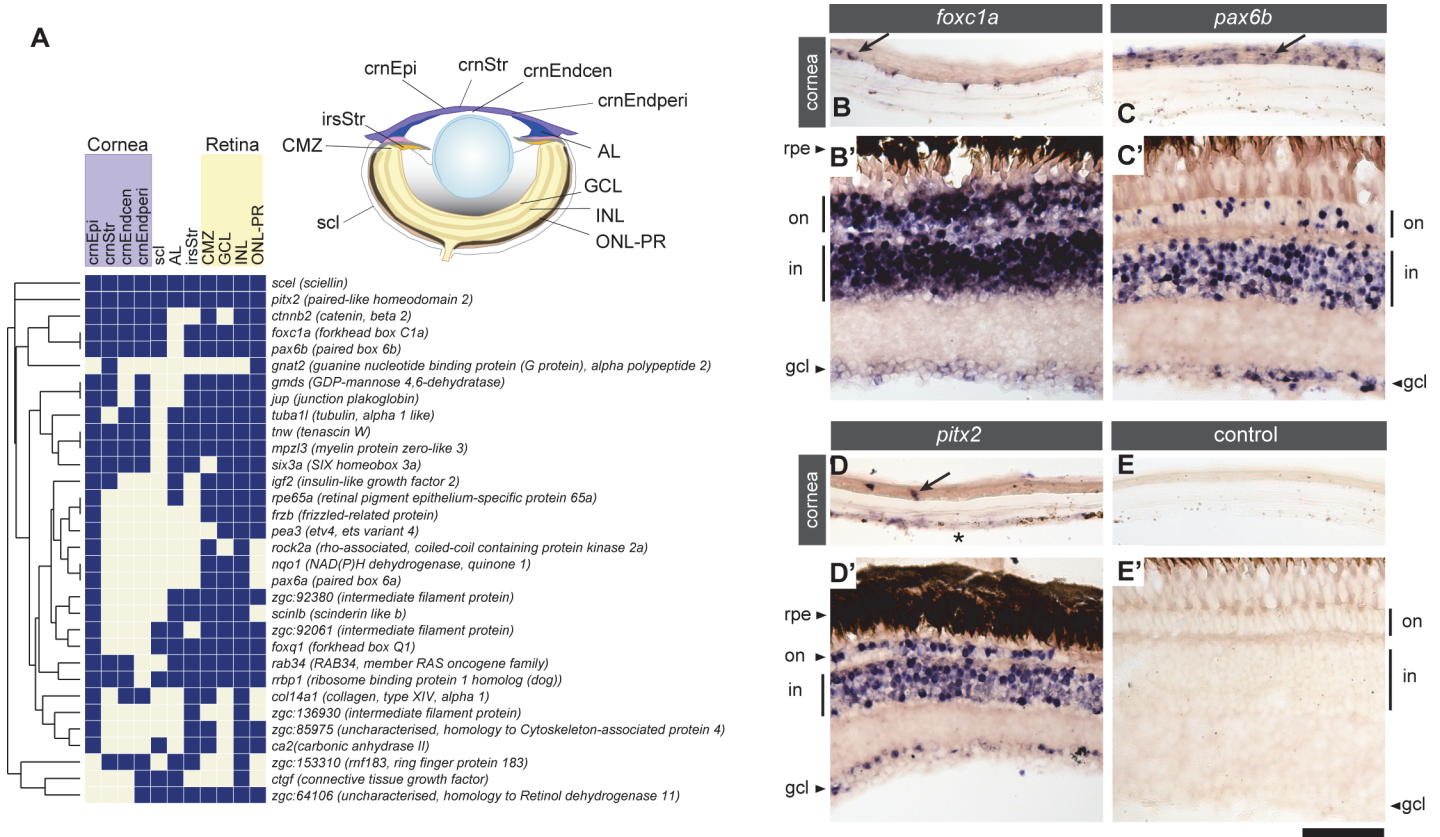 A
crnEpi
crnStr
crnEndcen
crnEndperi
irsStr
CMZ
AL
GCL
INL
ONL-PR
scl
Cornea
Retina
crnEpi
crnStr
crnEndcen
crnEndperi
scl
AL
irsStr
CMZ
GCL
INL
ONL-PR
scel (sciellin)
pitx2 (paired-like homeodomain 2)
ctnnb2 (catenin, beta 2)
foxc1a (forkhead box C1a)
pax6b (paired box 6b)
gnat2 (guanine nucleotide binding protein (G protein), alpha polypeptide 2)
gmds (GDP-mannose 4,6-dehydratase)
jup (junction plakoglobin)
tuba1l (tubulin, alpha 1 like)
tnw (tenascin W)
mpzl3 (myelin protein zero-like 3)
six3a (SIX homeobox 3a)
igf2 (insulin-like growth factor 2)
rpe65a (retinal pigment epithelium-specific protein 65a)
frzb (frizzled-related protein)
pea3 (etv4, ets variant 4)
rock2a (rho-associated, coiled-coil containing protein kinase 2a)
nqo1 (NAD(P)H dehydrogenase, quinone 1)
pax6a (paired box 6a)
zgc:92380 (intermediate filament protein)
scinlb (scinderin like b)
zgc:92061 (intermediate filament protein)
foxq1 (forkhead box Q1)
rab34 (RAB34, member RAS oncogene family)
rrbp1 (ribosome binding protein 1 homolog (dog))
col14a1 (collagen, type XIV, alpha 1)
zgc:136930 (intermediate filament protein)
zgc:85975 (uncharacterised, homology to Cytoskeleton-associated protein 4)
ca2(carbonic anhydrase II)
zgc:153310 (rnf183, ring finger protein 183)
ctgf (connective tissue growth factor)
zgc:64106 (uncharacterised, homology to Retinol dehydrogenase 11)
foxc1a
pax6b
cornea
B
C
rpe
B'
C'
on
on
in
in
gcl
gcl
pitx2
control
cornea
D
E
*
D'
E'
rpe
on
on
in
in
gcl
gcl